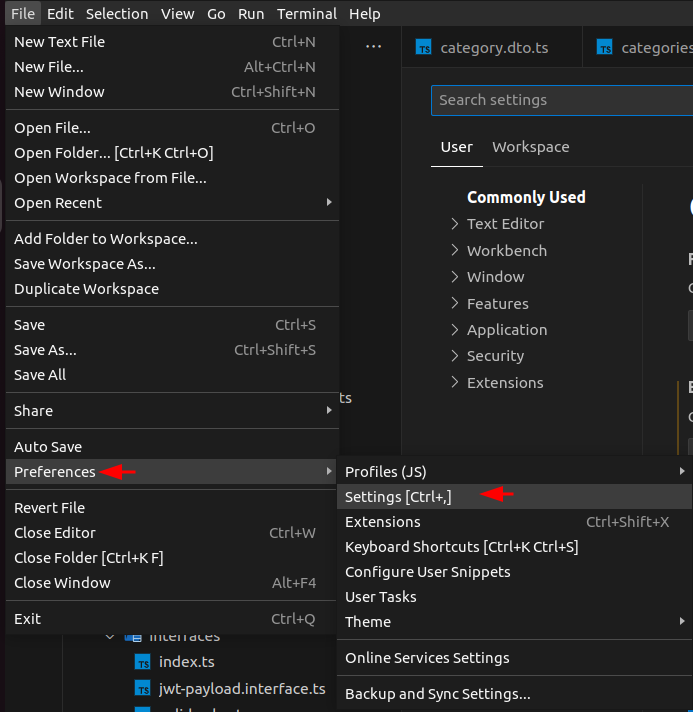 File Edit Selection View Go Run Terminal Help
New Text File Ctrl+N
New File... Alt+Ctrl+N
New Window Ctrl+Shift+N
Open File... Ctrl+O
Open Folder... [Ctrl+K Ctrl+O]
Open Workspace from File...
Open Recent
Add Folder to Workspace...
Save Workspace As...
Duplicate Workspace
Save Ctrl+S
Save As... Ctrl+Shift+S
Save All
Share
Auto Save
Preferences
Revert File
Close Editor Ctrl+W
Close Folder [Ctrl+K F]
Close Window Alt+F4
Exit Ctrl+Q
... TS category.dto.ts TS categories
Search settings
User Workspace
Commonly Used
Text Editor
Workbench
Window
Features
Application
Security
Extensions
ts
Profiles (JS)
Settings [Ctrl+,]
Extensions Ctrl+Shift+X
Keyboard Shortcuts [Ctrl+K Ctrl+S]
Configure User Snippets
User Tasks
Theme
Online Services Settings
Backup and Sync Settings...
interfaces
TS index.ts
TS jwt-payload.interface.ts